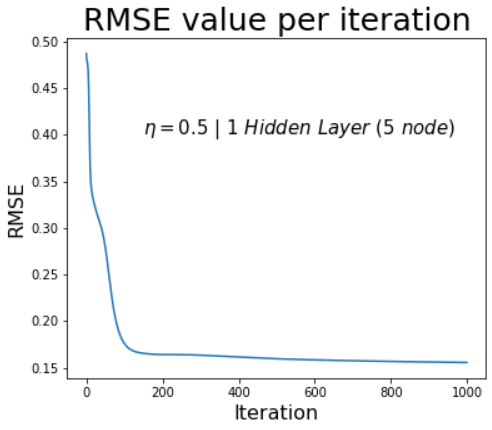 RMSE value per iteration
0.50
0.45
0.40
0.35
0.30
0.25
0.20
0.15
RMSE
η = 0.5 | 1 Hidden Layer (5 node)
0 200 400 600 800 1000
Iteration